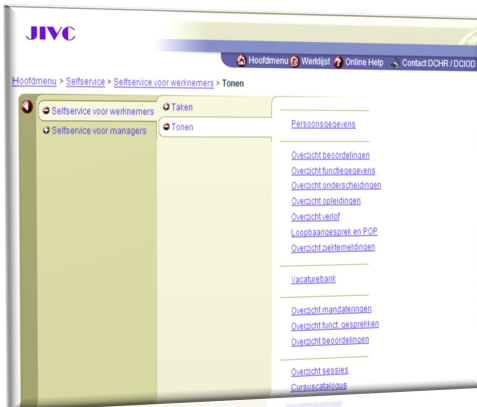 JIVC
Hoofdmenu Werklijst Online Help Contact DCHR / DCIOD
Hoofdmenu > Selfservice > Selfservice voor werknemers > Tonen
Selfservice voor werknemers
Selfservice voor managers
Taken
Tonen
Persoonsgegevens
Overzicht beoordelingen
Overzicht functiegegevens
Overzicht onderscheidingen
Overzicht opleidingen
Overzicht verlof
Loopbaangesprek en POP
Overzicht ziektemeldingen
Vacaturebank
Overzicht mandateringen
Overzicht funct. gesprekken
Overzicht beoordelingen
Overzicht sessies
Cursuscatalogus